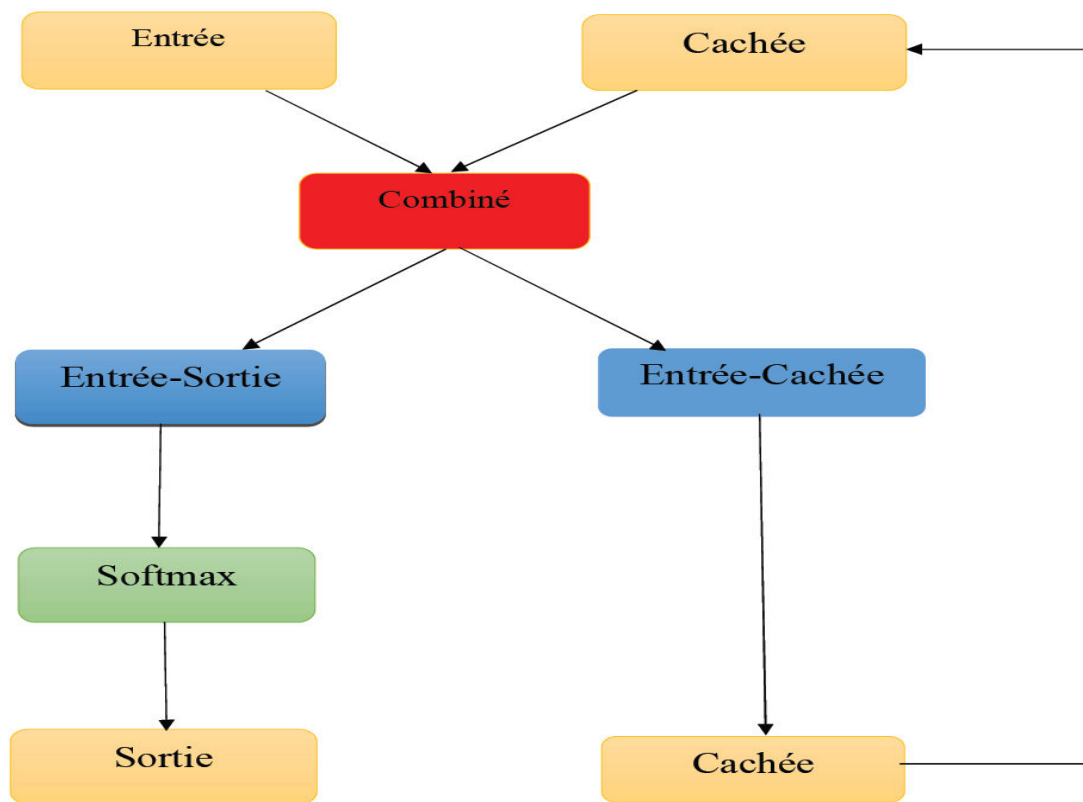 Entrée
Cachée
Combiné
Entrée-Sortie
Entrée-Cachée
Softmax
Sortie
Cachée